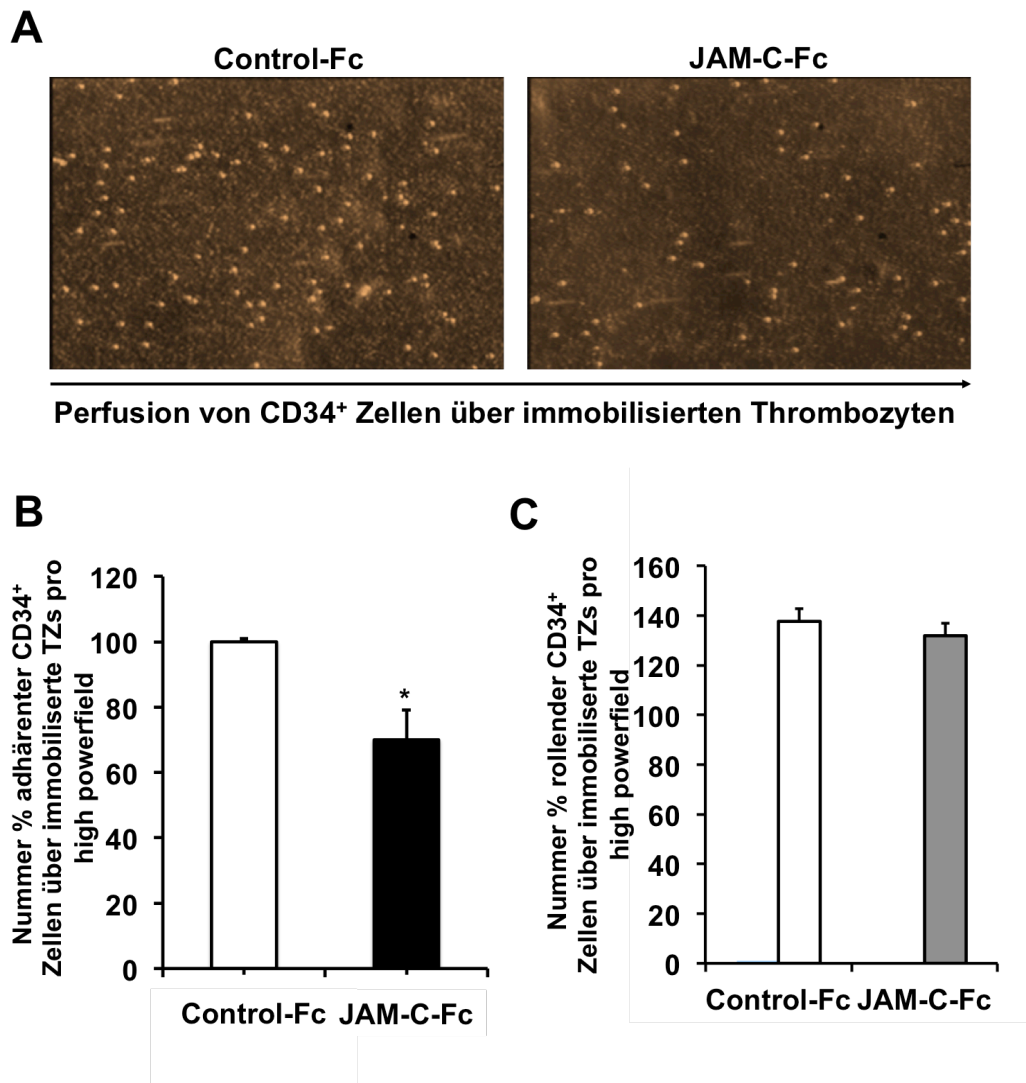 A
Control-Fc
JAM-C-Fc
Perfusion von CD34+ Zellen über immobilisierten Thrombozyten
B
Nummer % adhärenter CD34+
Zellen über immobiliserte TZs pro
high powerfield
120
100
80
60
40
20
0
*
Control-Fc
JAM-C-Fc
C
Nummer % rollender CD34+
Zellen über immobiliserte TZs pro
high powerfield
160
140
120
100
80
60
40
20
0
Control-Fc
JAM-C-Fc